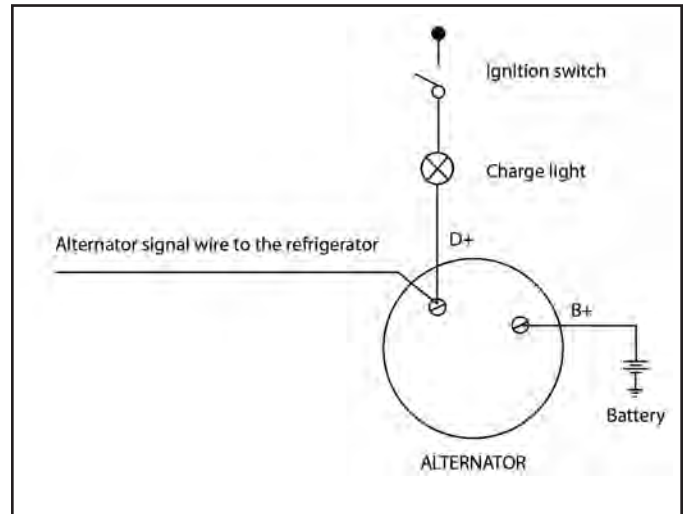 Ignition switch
Charge light
Alternator signal wire to the refrigerator
D+
B+
Battery
ALTERNATOR